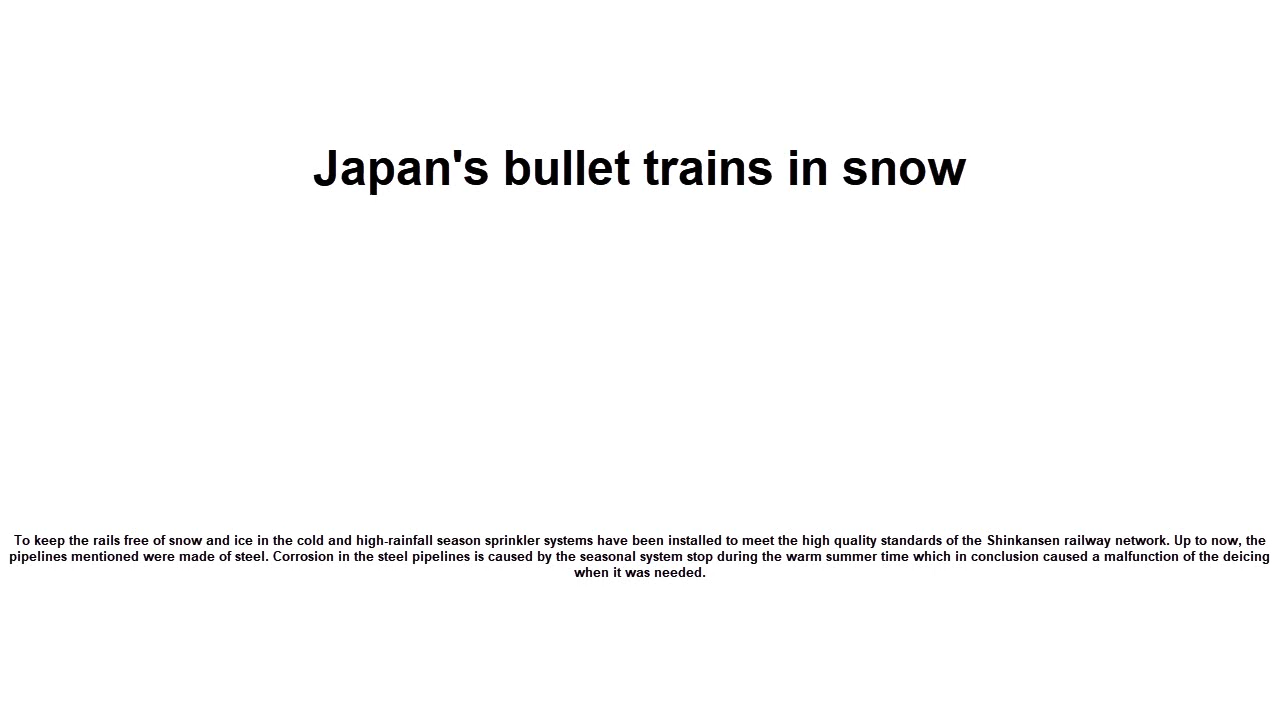 Japan's bullet trains in snow
To keep the rails free of snow and ice in the cold and high-rainfall season sprinkler systems have been installed to meet the high quality standards of the Shinkansen railway network. Up to now, the
pipelines mentioned were made of steel. Corrosion in the steel pipelines is caused by the seasonal system stop during the warm summer time which in conclusion caused a malfunction of the deicing
when it was needed.